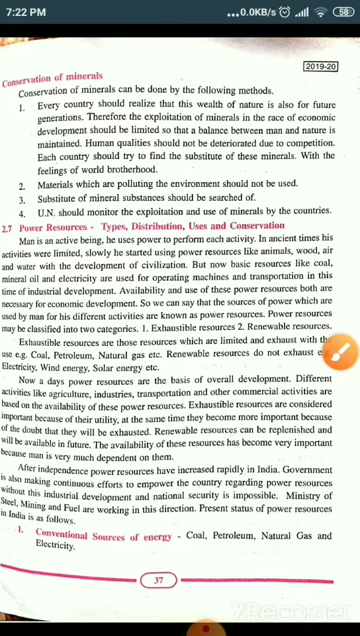 7:22 PM
...0.0KB/s 58
2019-20
Conservation of minerals
Conservation of minerals can be done by the following methods.
1. Every country should realize that this wealth of nature is also for future
generations. Therefore the exploitation of minerals in the race of economic
development should be limited so that a balance between man and nature is
maintained. Human qualities should not be deteriorated due to competition.
Each country should try to find the substitute of these minerals. With the
feelings of world brotherhood.
2. Materials which are polluting the environment should not be used.
3. Substitute of mineral substances should be searched of.
4. U.N. should monitor the exploitation and use of minerals by the countries.
2.7 Power Resources - Types, Distribution, Uses and Conservation
Man is an active being, he uses power to perform each activity. In ancient times his
activities were limited, slowly he started using power resources like animals, wood, air
and water with the development of civilization. But now basic resources like coal,
mineral oil and electricity are used for operating machines and transportation in this
time of industrial development. Availability and use of these power resources both are
necessary for economic development. So we can say that the sources of power which are
used by man for his different activities are known as power resources. Power resources
may be classified into two categories. 1. Exhaustible resources 2. Renewable resources.
Exhaustible resources are those resources which are limited and exhaust with the
use e.g. Coal, Petroleum, Natural gas etc. Renewable resources do not exhaust e.g.
Electricity, Wind energy, Solar energy etc.
Now a days power resources are the basis of overall development. Different
activities like agriculture, industries, transportation and other commercial activities are
based on the availability of these power resources. Exhaustible resources are considered
important because of their utility, at the same time they become more important because
of the doubt that they will be exhausted. Renewable resources can be replenished and
will be available in future. The availability of these resources has become very important
because man is very much dependent on them.
After independence power resources have increased rapidly in India. Government
is also making continuous efforts to empower the country regarding power resources
without this industrial development and national security is impossible. Ministry of
Steel, Mining and Fuel are working in this direction. Present status of power resources
in India is as follows.
1. Conventional Sources of energy - Coal, Petroleum, Natural Gas and
Electricity.
37
DU RECORDER